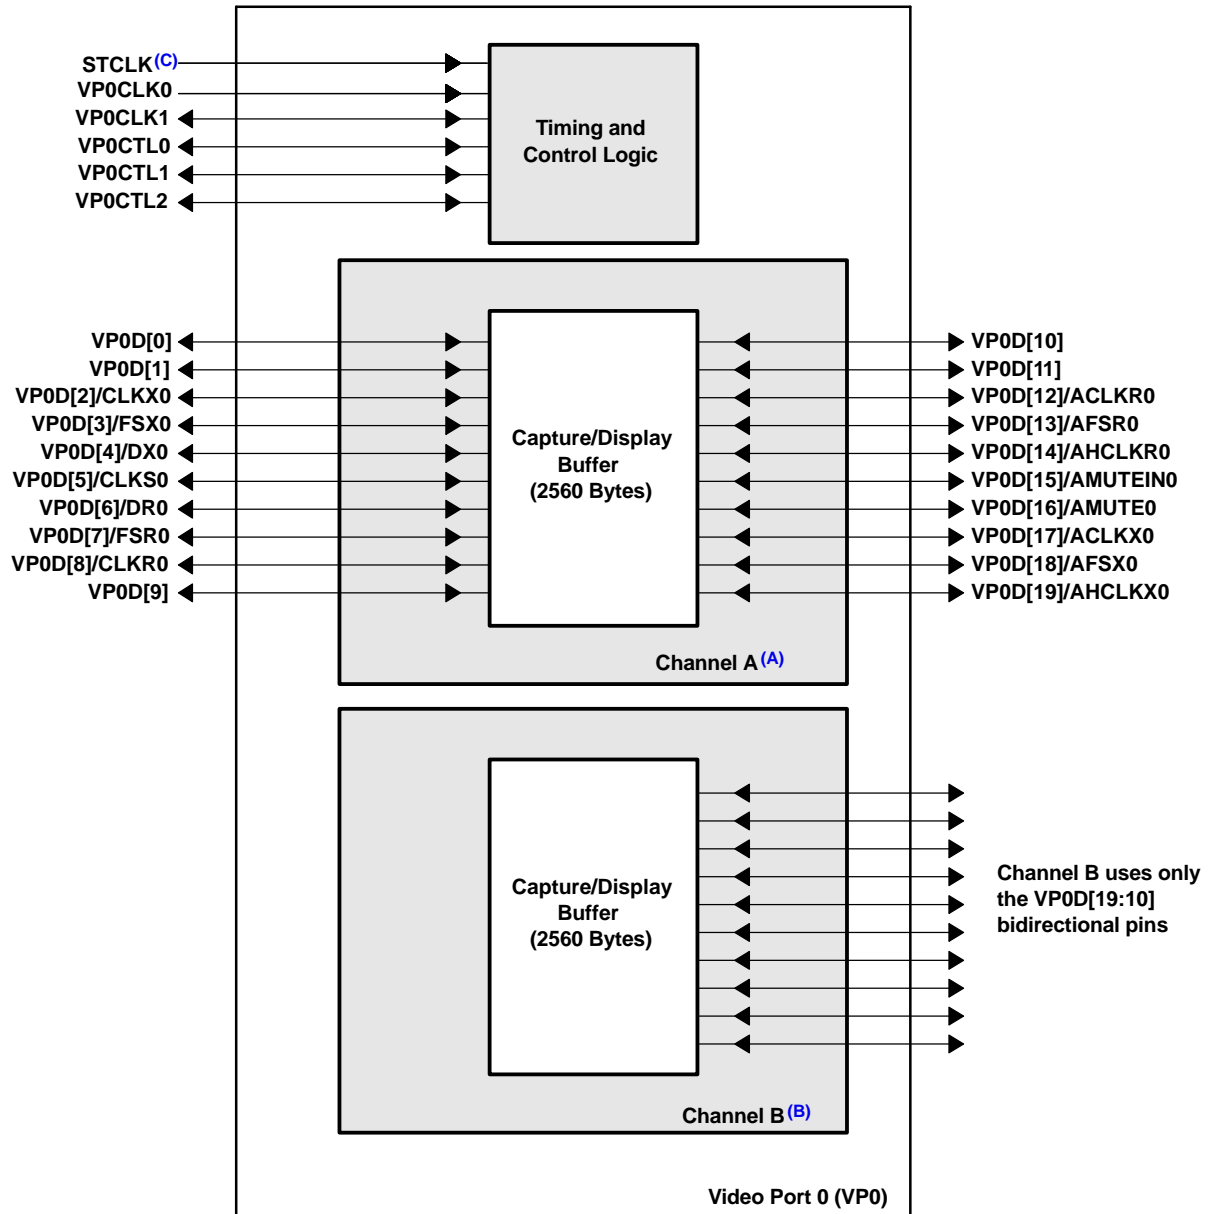 STCLK(C)
VP0CLK0
VP0CLK1
VP0CTL0
VP0CTL1
VP0CTL2
Timing and
Control Logic
VP0D[0]
VP0D[1]
VP0D[2]/CLKX0
VP0D[3]/FSX0
VP0D[4]/DX0
VP0D[5]/CLKS0
VP0D[6]/DR0
VP0D[7]/FSR0
VP0D[8]/CLKR0
VP0D[9]
Capture/Display
Buffer
(2560 Bytes)
VP0D[10]
VP0D[11]
VP0D[12]/ACLKR0
VP0D[13]/AFSR0
VP0D[14]/AHCLKR0
VP0D[15]/AMUTEIN0
VP0D[16]/AMUTE0
VP0D[17]/ACLKX0
VP0D[18]/AFSX0
VP0D[19]/AHCLKX0
Channel A(A)
Capture/Display
Buffer
(2560 Bytes)
Channel B uses only
the VP0D[19:10]
bidirectional pins
Channel B(B)
Video Port 0 (VP0)